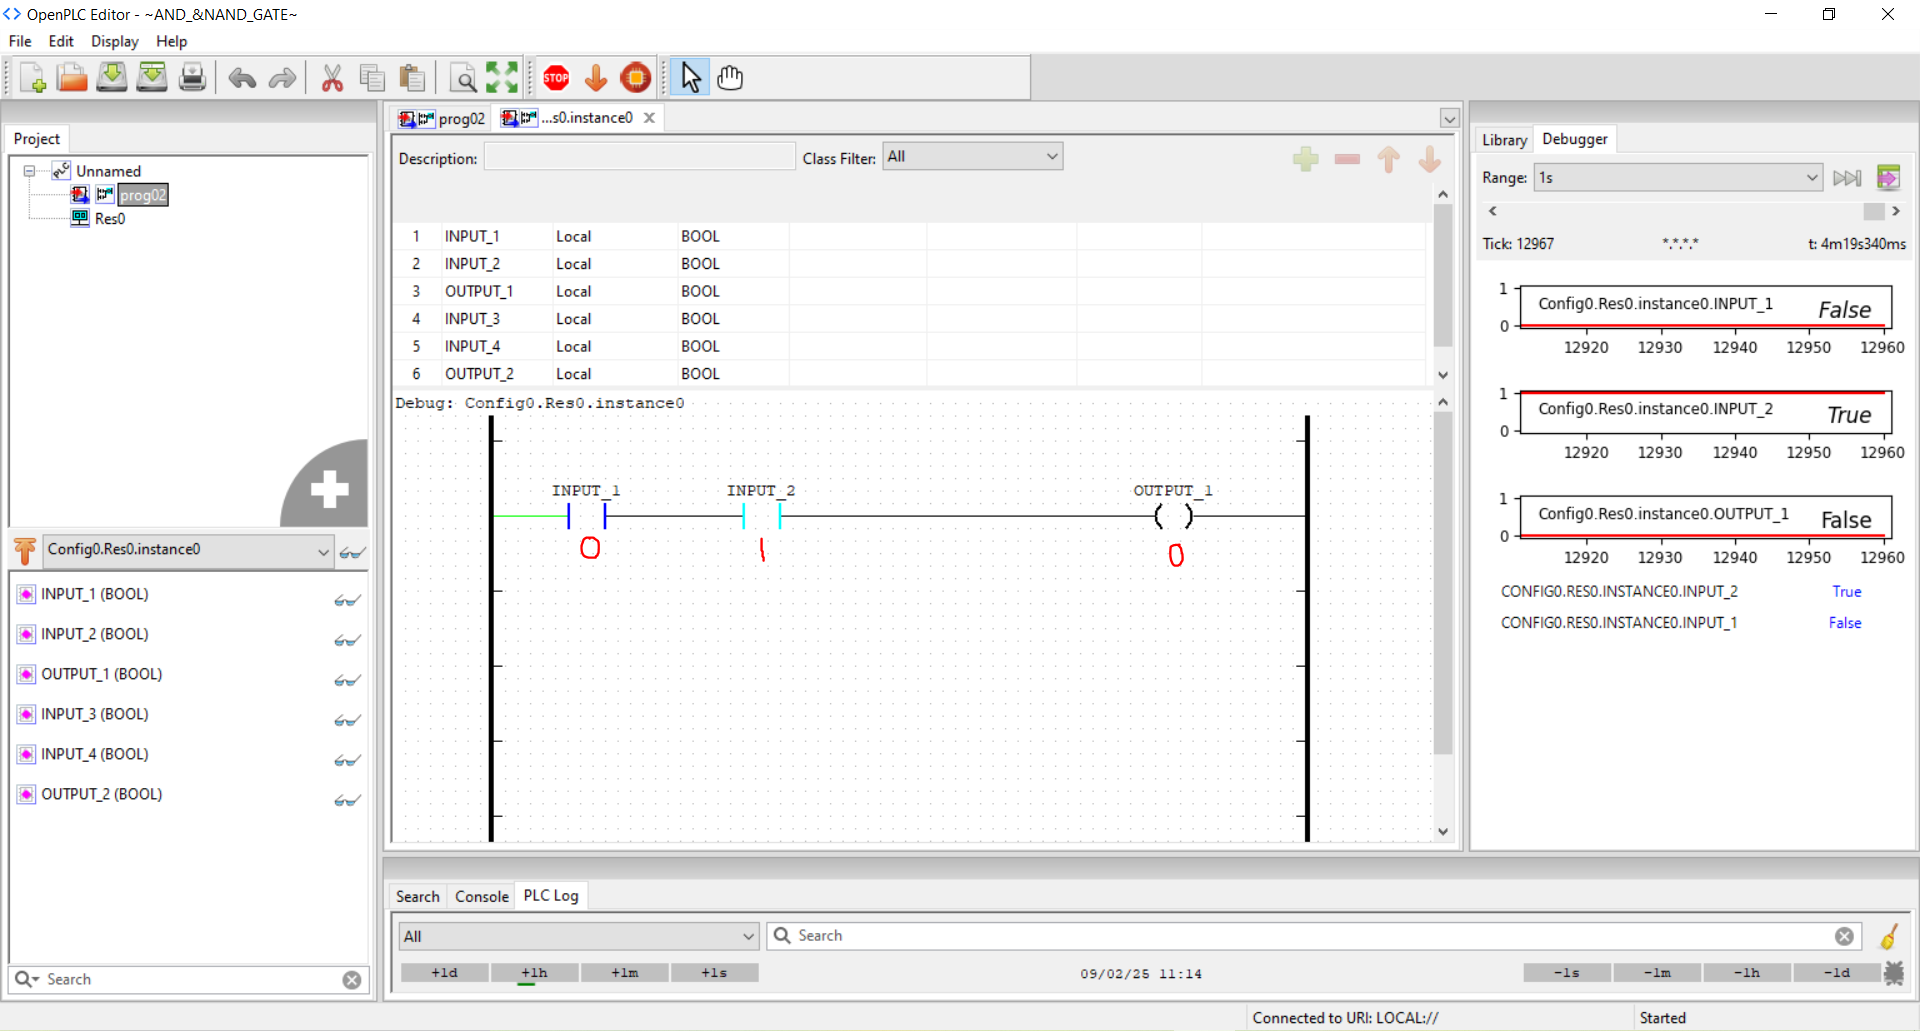 OpenPLC Editor - ~AND_&NAND_GATE~
File Edit Display Help
STOP
Project
Unnamed
prog02
Res0
Config0.Res0.instance0
INPUT_1 (BOOL)
INPUT_2 (BOOL)
OUTPUT_1 (BOOL)
INPUT_3 (BOOL)
INPUT_4 (BOOL)
OUTPUT_2 (BOOL)
Search
prog02 ...s0.instance0
Description: Class Filter: All
1 INPUT_1 Local BOOL
2 INPUT_2 Local BOOL
3 OUTPUT_1 Local BOOL
4 INPUT_3 Local BOOL
5 INPUT_4 Local BOOL
6 OUTPUT_2 Local BOOL
Debug: Config0.Res0.instance0
INPUT_1 INPUT_2 OUTPUT_1
0 1 0
Library Debugger
Range: 1s
Tick: 12967 *.*.*.* t: 4m19s340ms
1
Config0.Res0.instance0.INPUT_1 False
0
12920 12930 12940 12950 12960
1
Config0.Res0.instance0.INPUT_2 True
0
12920 12930 12940 12950 12960
1
Config0.Res0.instance0.OUTPUT_1 False
0
12920 12930 12940 12950 12960
CONFIG0.RES0.INSTANCE0.INPUT_2 True
CONFIG0.RES0.INSTANCE0.INPUT_1 False
Search Console PLC Log
All Search
+1d +1h +1m +1s 09/02/25 11:14 -1s -1m -1h -1d
Connected to URI: LOCAL:// Started